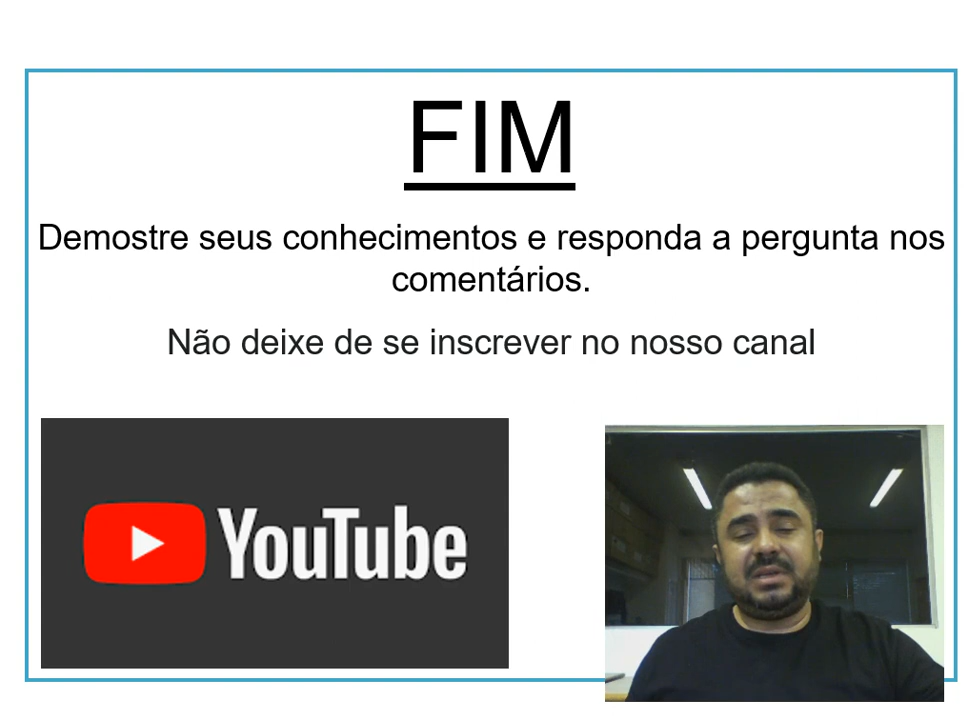 FIM
Demostre seus conhecimentos e responda a pergunta nos
comentários.
Não deixe de se inscrever no nosso canal
YouTube